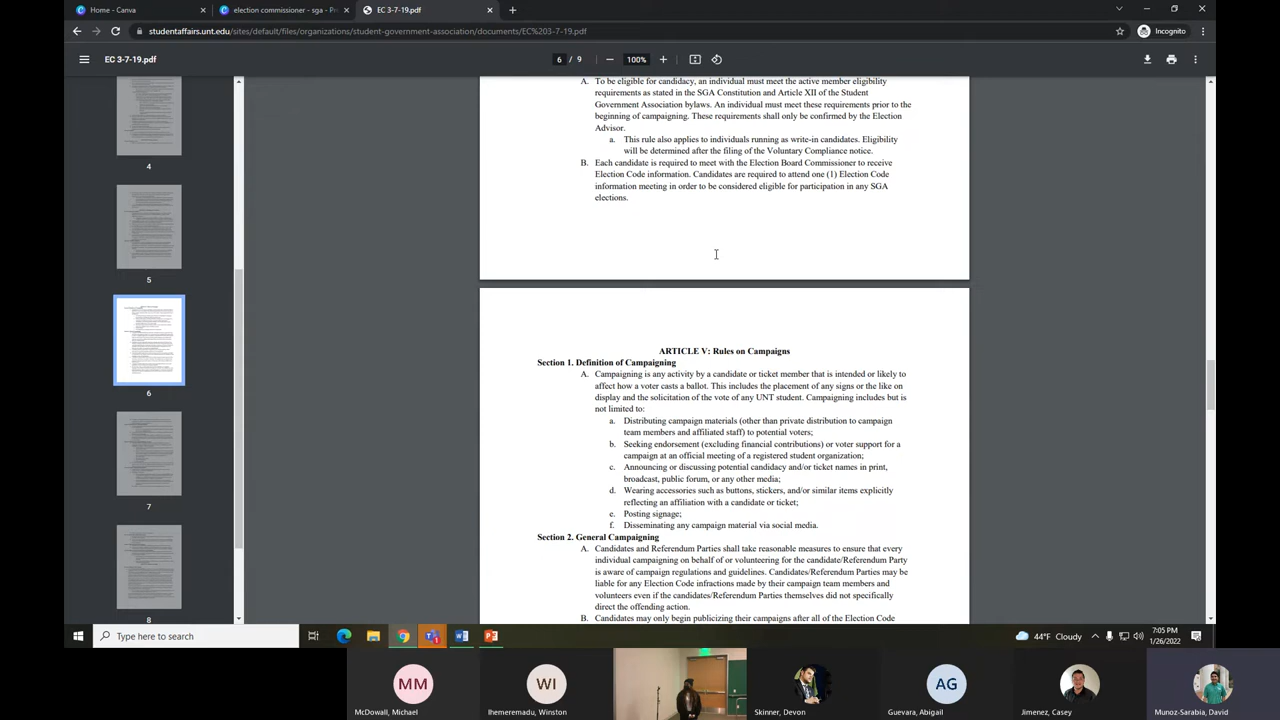 Home - Canva
election commissioner - sga - Pr
EC 3-7-19.pdf
studentaffairs.unt.edu/sites/default/files/organizations/student-government-association/documents/EC%203-7-19.pdf
Incognito
EC 3-7-19.pdf
6 / 9
100%
4
5
6
7
8
A. To be eligible for candidacy, an individual must meet the active member eligibility
requirements as stated in the SGA Constitution and Article XII of the Student
Government Association bylaws. An individual must meet these requirements prior to the
beginning of campaigning. These requirements shall only be confirmed by the Election
Advisor.
a. This rule also applies to individuals running as write-in candidates. Eligibility
will be determined after the filing of the Voluntary Compliance notice.
B. Each candidate is required to meet with the Election Board Commissioner to receive
Election Code information. Candidates are required to attend one (1) Election Code
information meeting in order to be considered eligible for participation in any SGA
elections.
ARTICLE V: Rules on Campaigns
Section 1. Definition of Campaigning
A. Campaigning is any activity by a candidate or ticket member that is intended or likely to
affect how a voter casts a ballot. This includes the placement of any signs or the like on
display and the solicitation of the vote of any UNT student. Campaigning includes but is
not limited to:
a. Distributing campaign materials (other than private distribution to campaign
team members and affiliated staff) to potential voters;
b. Seeking endorsement (excluding financial contributions) or voter support for a
campaign at an official meeting of a registered student organization;
c. Announcing or discussing potential candidacy and/or ticket names in print,
broadcast, public forum, or any other media;
d. Wearing accessories such as buttons, stickers, and/or similar items explicitly
reflecting an affiliation with a candidate or ticket;
e. Posting signage;
f. Disseminating any campaign material via social media.
Section 2. General Campaigning
A. Candidates and Referendum Parties shall take reasonable measures to ensure that every
individual campaigning on behalf of or volunteering for the candidate/Referendum Party
is aware of campaign regulations and guidelines. Candidates/Referendum Parties may be
liable for any Election Code infractions made by their campaign team members and
volunteers even if the candidates/Referendum Parties themselves did not specifically
direct the offending action.
B. Candidates may only begin publicizing their campaigns after all of the Election Code
Type here to search
44°F Cloudy
7:05 PM
1/26/2022
MM
WI
AG
McDowall, Michael
Ihemeremadu, Winston
Skinner, Devon
Guevara, Abigail
Jimenez, Casey
Munoz-Sarabia, David